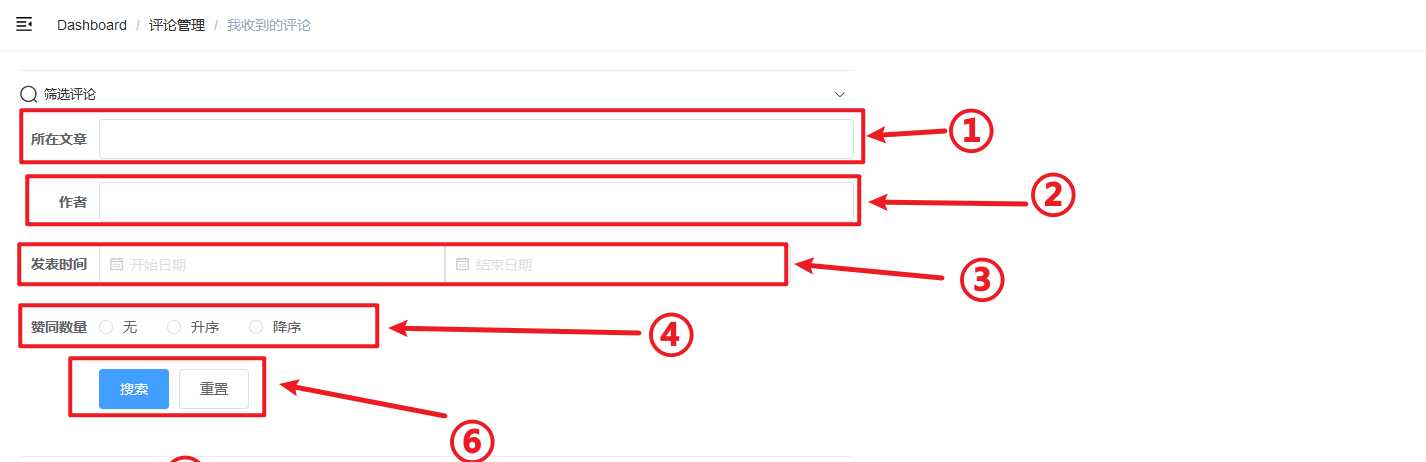 Dashboard / 评论管理 / 我收到的评论
筛选评论
所在文章
①
作者
②
发表时间 开始日期 结束日期
③
赞同数量 无 升序 降序
④
搜索 重置
⑥